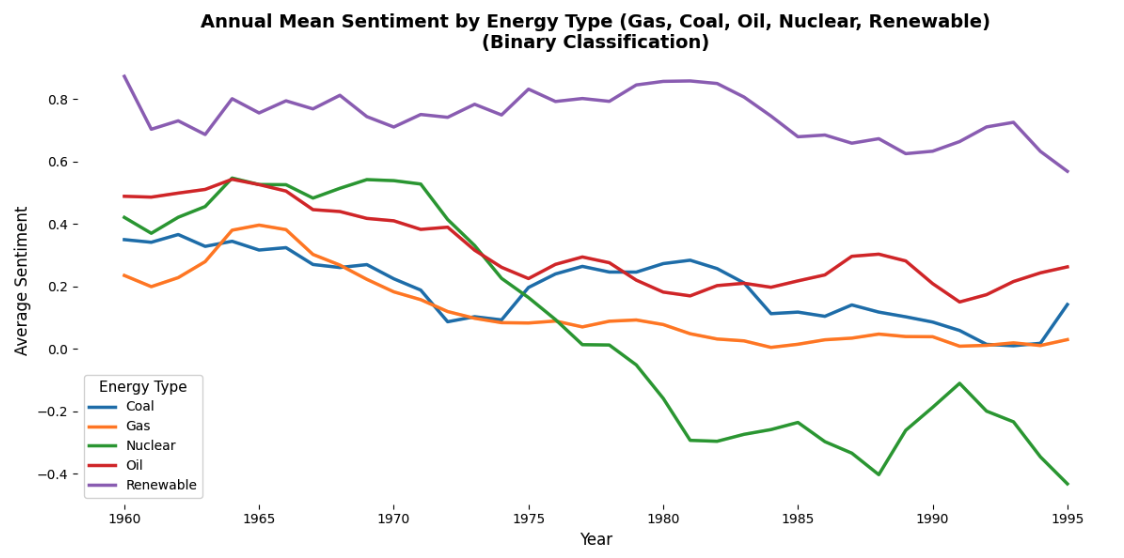 Annual Mean Sentiment by Energy Type (Gas, Coal, Oil, Nuclear, Renewable)
(Binary Classification)
Average Sentiment
0.8
0.6
0.4
0.2
0.0
−0.2
−0.4
Energy Type
Coal
Gas
Nuclear
Oil
Renewable
1960 1965 1970 1975 1980 1985 1990 1995
Year